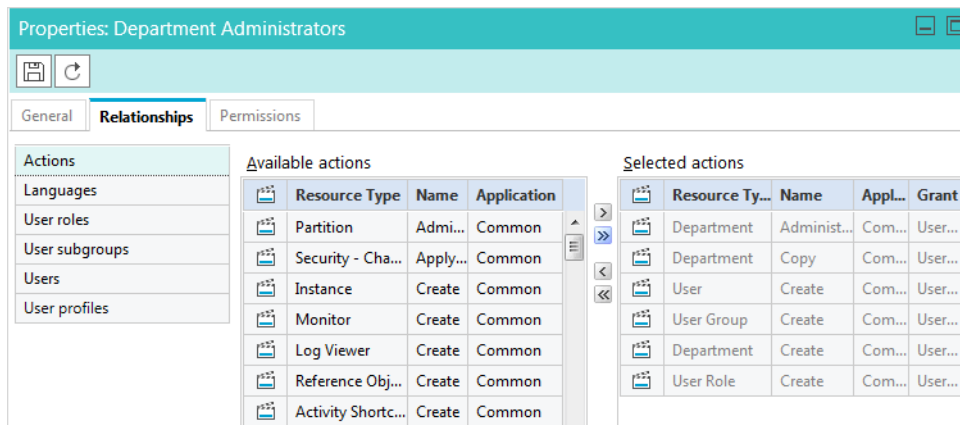 Properties: Department Administrators
General Relationships Permissions
Actions
Languages
User roles
User subgroups
Users
User profiles
Available actions
Resource Type Name Application
Partition Admi... Common
Security - Cha... Apply... Common
Instance Create Common
Monitor Create Common
Log Viewer Create Common
Reference Obj... Create Common
Activity Shortc... Create Common
Selected actions
Resource Ty... Name Appl... Grant
Department Administ... Com... User...
Department Copy Com... User...
User Create Com... User...
User Group Create Com... User...
Department Create Com... User...
User Role Create Com... User...